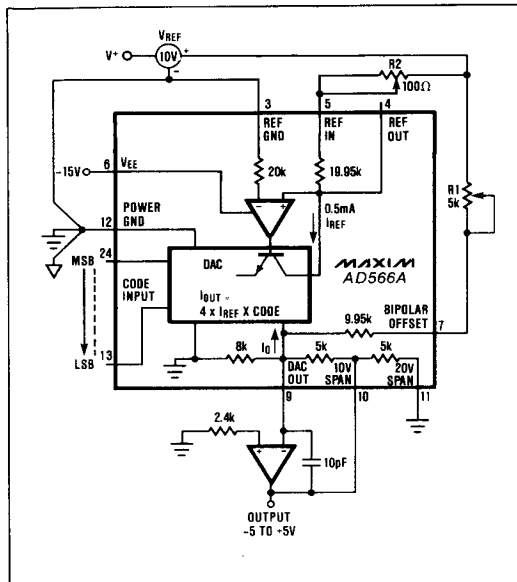 VREF
V+
10V
+
−
R2
100Ω
3
5
4
REF GND
REF IN
REF OUT
6
VEE
-15V
20k
19.95k
R1
5k
12
POWER GND
0.5mA
IREF
MAXIM
AD566A
MSB
24
DAC
CODE INPUT
IOUT =
4 x IREF X CODE
9.95k
BIPOLAR OFFSET
7
LSB
13
8k
IO
5k
5k
DAC OUT
10V SPAN
20V SPAN
9
10
11
2.4k
+
−
10pF
OUTPUT
-5 TO +5V